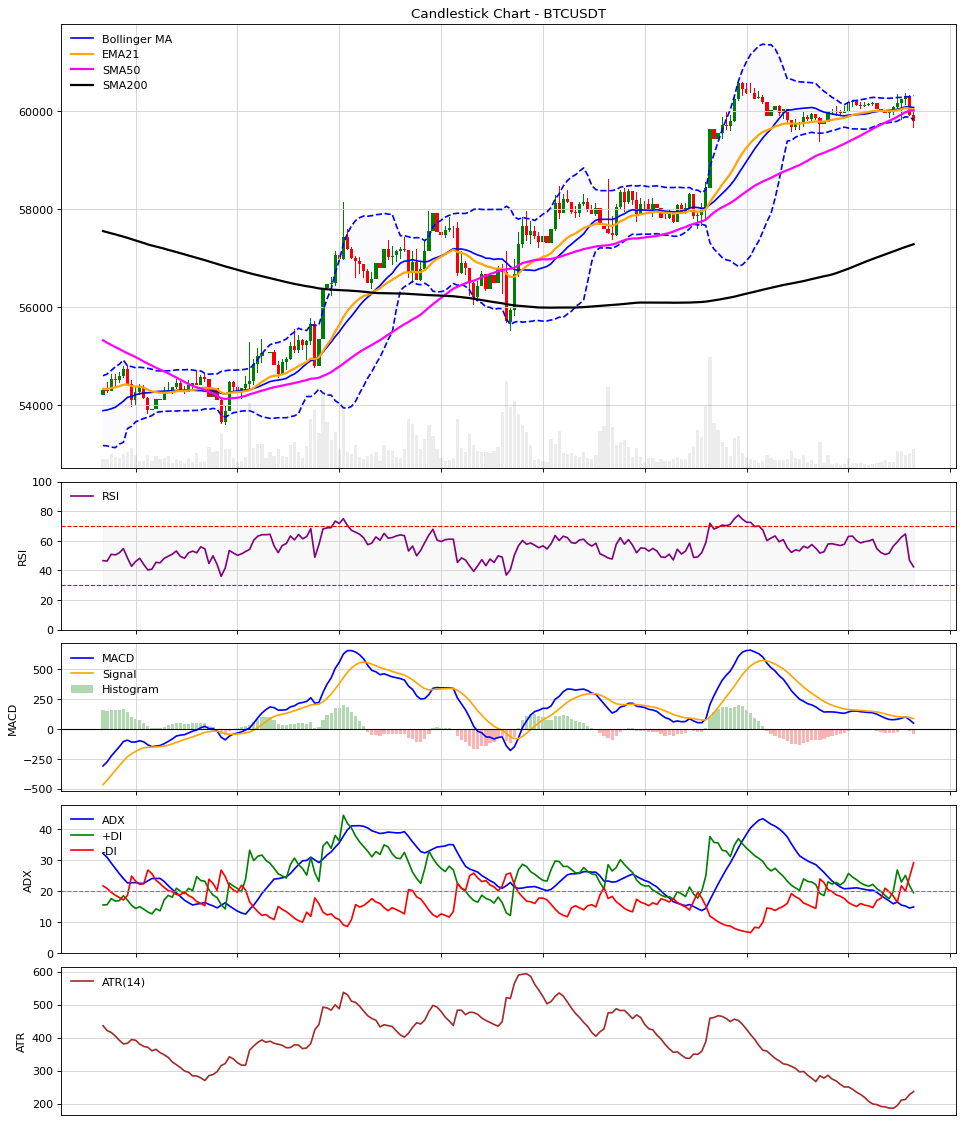 Candlestick Chart - BTCUSDT
Bollinger MA
EMA21
SMA50
SMA200
60000
58000
56000
54000
RSI
100
80
60
40
20
0
RSI
MACD
Signal
Histogram
500
250
0
−250
−500
MACD
ADX
+DI
-DI
40
30
20
10
0
ADX
ATR(14)
600
500
400
300
200
ATR